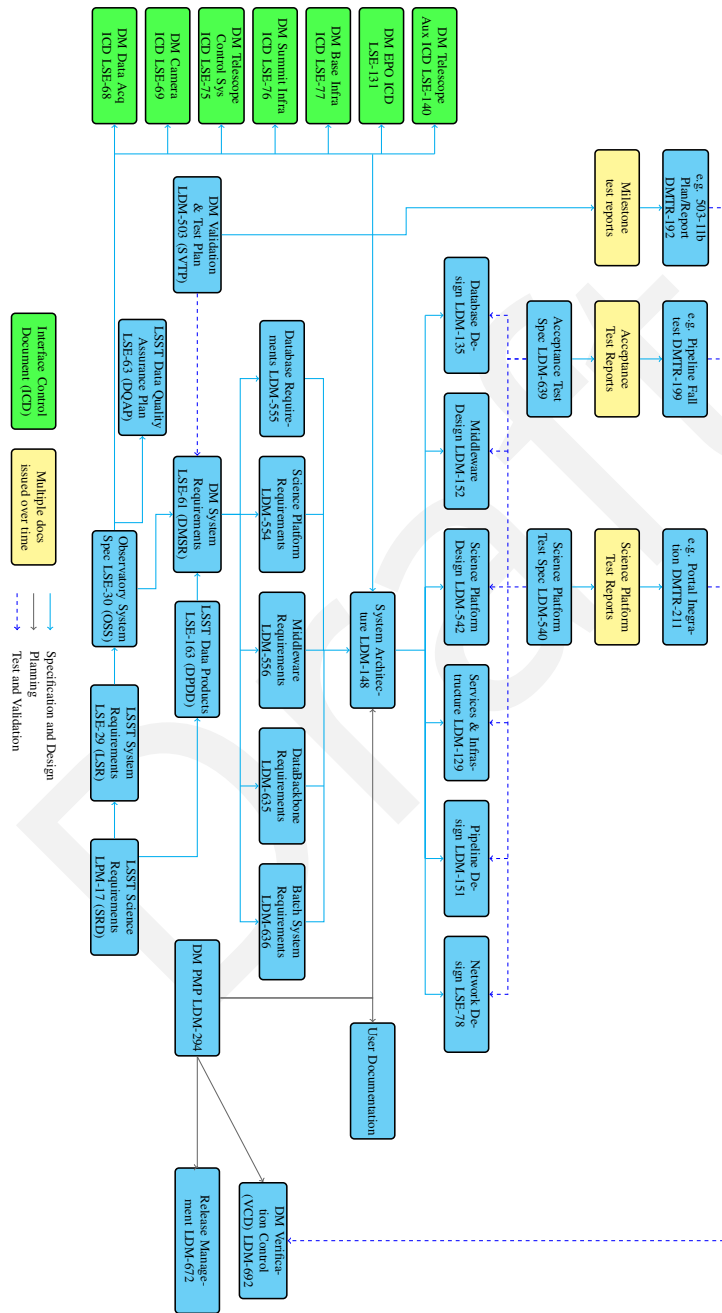 DM Telescope
Aux ICD LSE-140
DM EPO ICD
LSE-131
DM Base Infra
ICD LSE-77
DM Summit Infra
ICD LSE-76
DM Telescope
Control Sys
ICD LSE-75
DM Camera
ICD LSE-69
DM Data Acq
ICD LSE-68
e.g. 503-11b
Plan/Report
DMTR-192
e.g. Pipeline Fall
test DMTR-199
e.g. Portal Inegra-
tion DMTR-211
Milestone
test reports
Acceptance
Test Reports
Science Platform
Test Reports
Acceptance Test
Spec LDM-639
Science Platform
Test Spec LDM-540
Database De-
sign LDM-135
Middleware
Design LDM-152
Science Platform
Design LDM-542
Services & Infras-
tructure LDM-129
Pipeline De-
sign LDM-151
Network De-
sign LSE-78
System Architec-
ture LDM-148
User Documentation
DM Validation
& Test Plan
LDM-503 (SVTP)
Database Require-
ments LDM-555
Science Platform
Requirements
LDM-554
Middleware
Requirements
LDM-556
DataBackbone
Requirements
LDM-635
Batch System
Requirements
LDM-636
DM Verifica-
tion Control
(VCD) LDM-692
DM System
Requirements
LSE-61 (DMSR)
LSST Data Products
LSE-163 (DPDD)
DM PMP LDM-294
Release Manage-
ment LDM-672
LSST Data Quality
Assurance Plan
LSE-63 (DQAP)
Observatory System
Spec LSE-30 (OSS)
LSST System
Requirements
LSE-29 (LSR)
LSST Science
Requirements
LPM-17 (SRD)
Interface Control
Document (ICD)
Multiple docs
issued over time
Specification and Design
Planning
Test and Validation
Draft